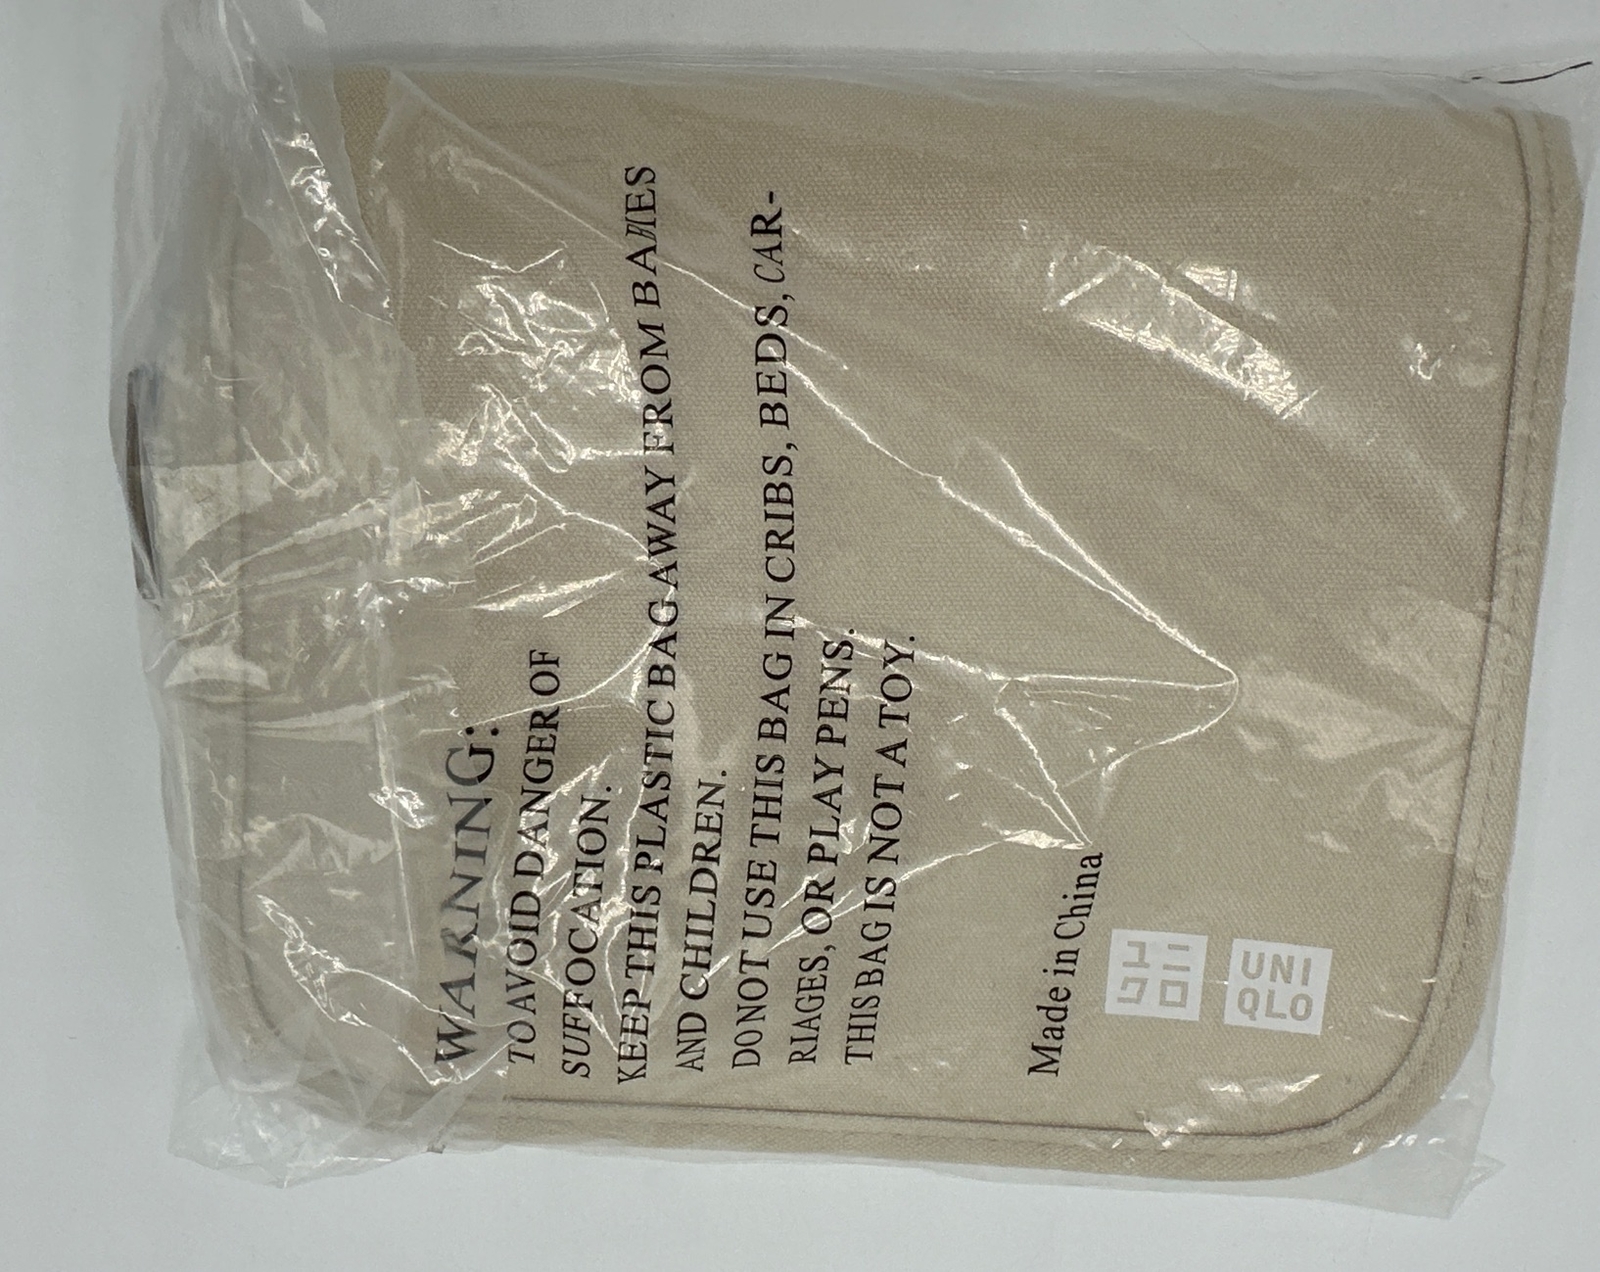 WARNING:
TO AVOID DANGER OF
SUFFOCATION.
KEEP THIS PLASTIC BAG AWAY FROM BABIES
AND CHILDREN.
DO NOT USE THIS BAG IN CRIBS, BEDS, CAR-
RIAGES, OR PLAY PENS.
THIS BAG IS NOT A TOY.
Made in China
ユニ
クロ
UNI
QLO